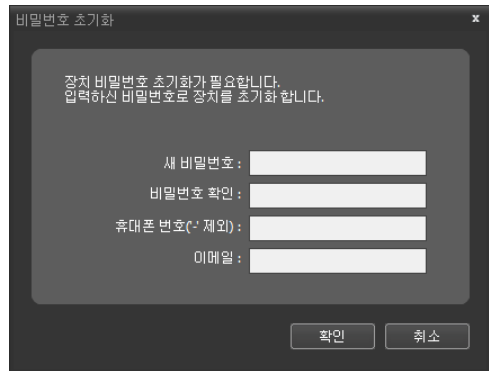 비밀번호 초기화 x
장치 비밀번호 초기화가 필요합니다.
입력하신 비밀번호로 장치를 초기화 합니다.
새 비밀번호 :
비밀번호 확인 :
휴대폰 번호('-' 제외) :
이메일 :
확인 취소